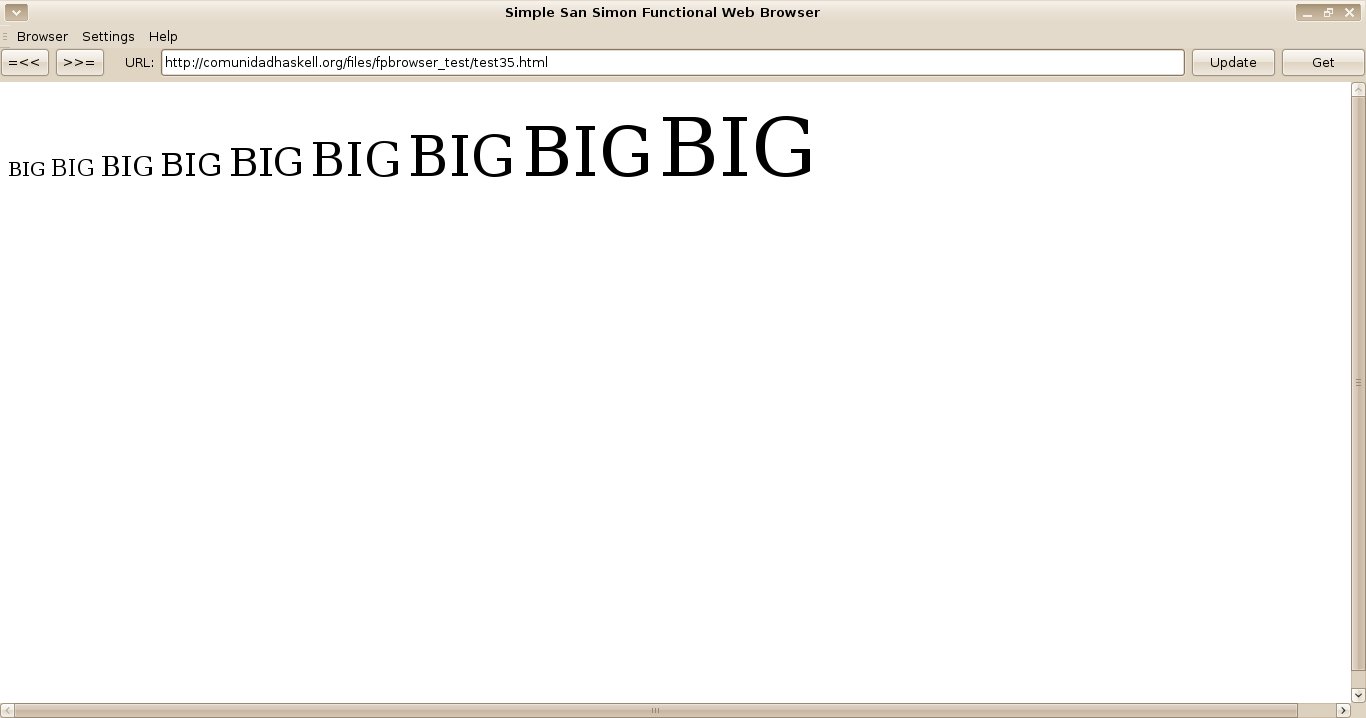 Simple San Simon Functional Web Browser
Browser Settings Help
=<< >>= URL: http://comunidadhaskell.org/files/fpbrowser_test/test35.html Update Get
BIG BIG BIG BIG BIG BIG BIG BIG BIG